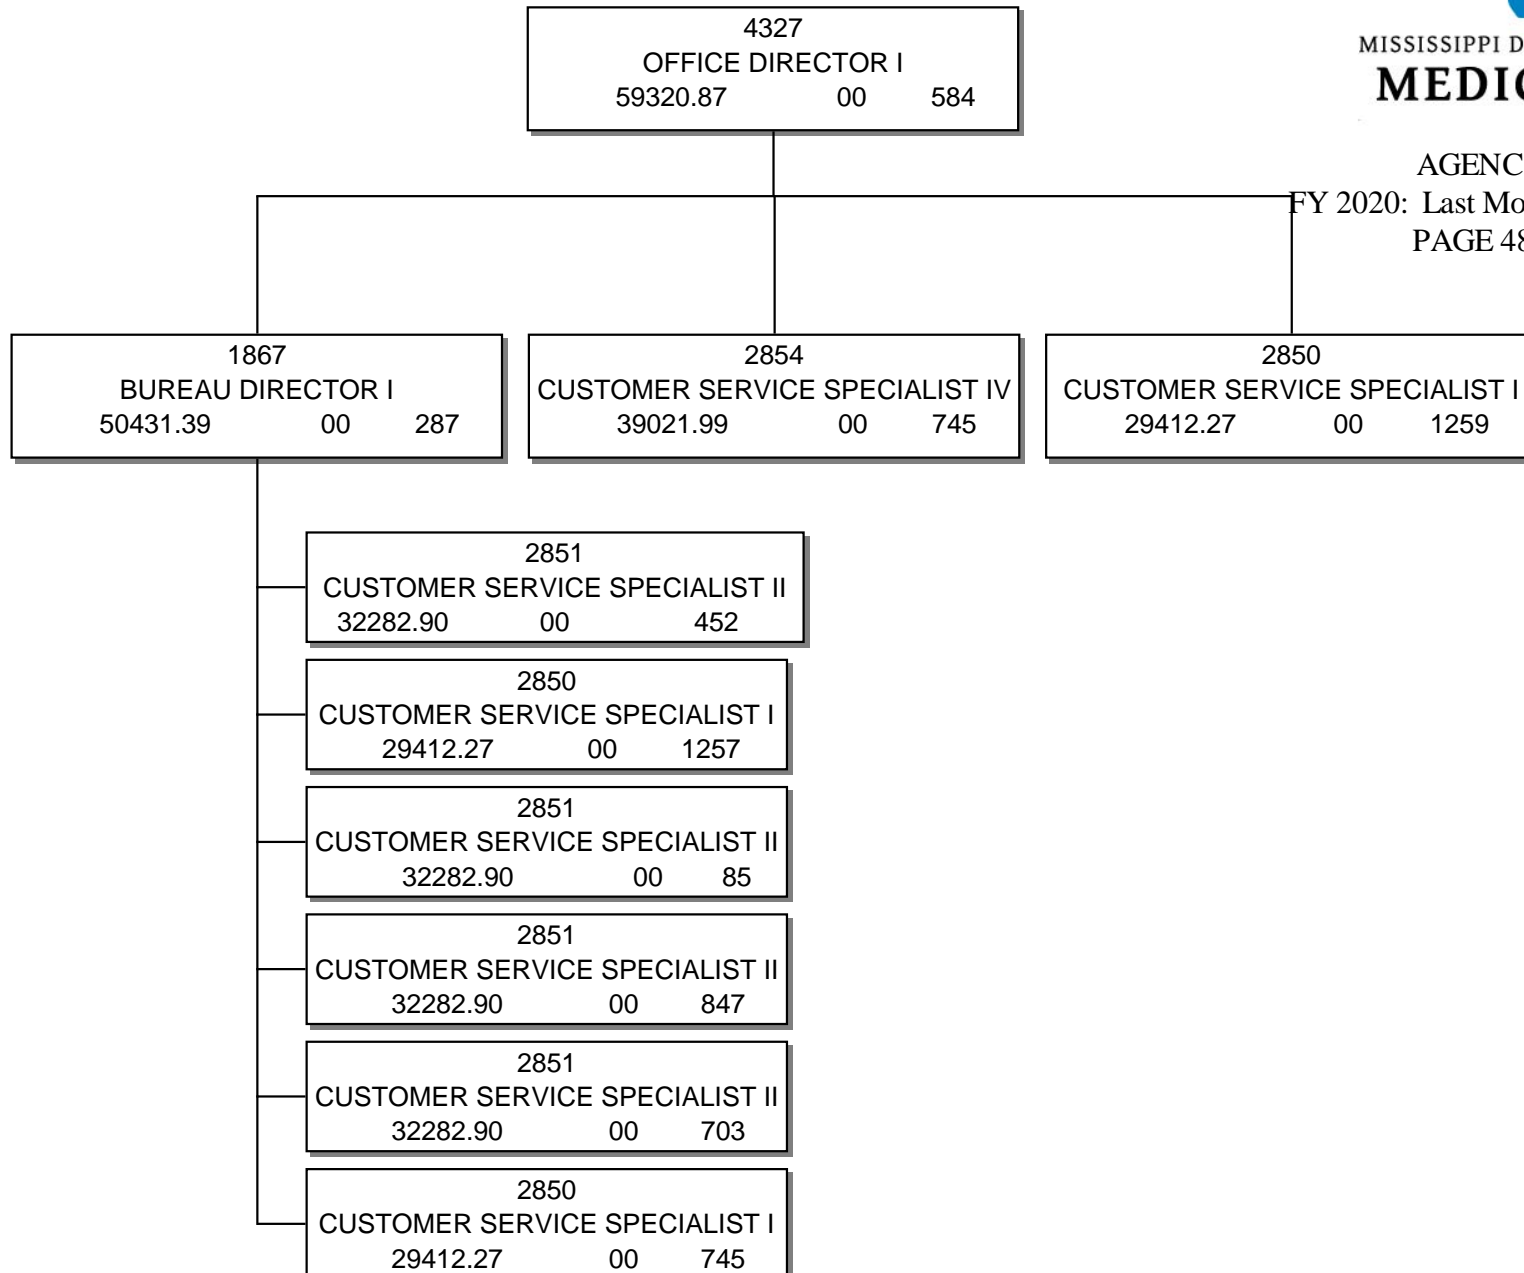 4327
OFFICE DIRECTOR I
59320.87 00 584
MISSISSIPPI
FY 2020: Last
PAGE
1867
BUREAU DIRECTOR I
50431.39 00 287
2854
CUSTOMER SERVICE SPECIALIST IV
39021.99 00 745
2850
CUSTOMER SERVICE SPECIALIST I
29412.27 00 1259
2851
CUSTOMER SERVICE SPECIALIST II
32282.90 00 452
2850
CUSTOMER SERVICE SPECIALIST I
29412.27 00 1257
2851
CUSTOMER SERVICE SPECIALIST II
32282.90 00 85
2851
CUSTOMER SERVICE SPECIALIST II
32282.90 00 847
2851
CUSTOMER SERVICE SPECIALIST II
32282.90 00 703
2850
CUSTOMER SERVICE SPECIALIST I
29412.27 00 745